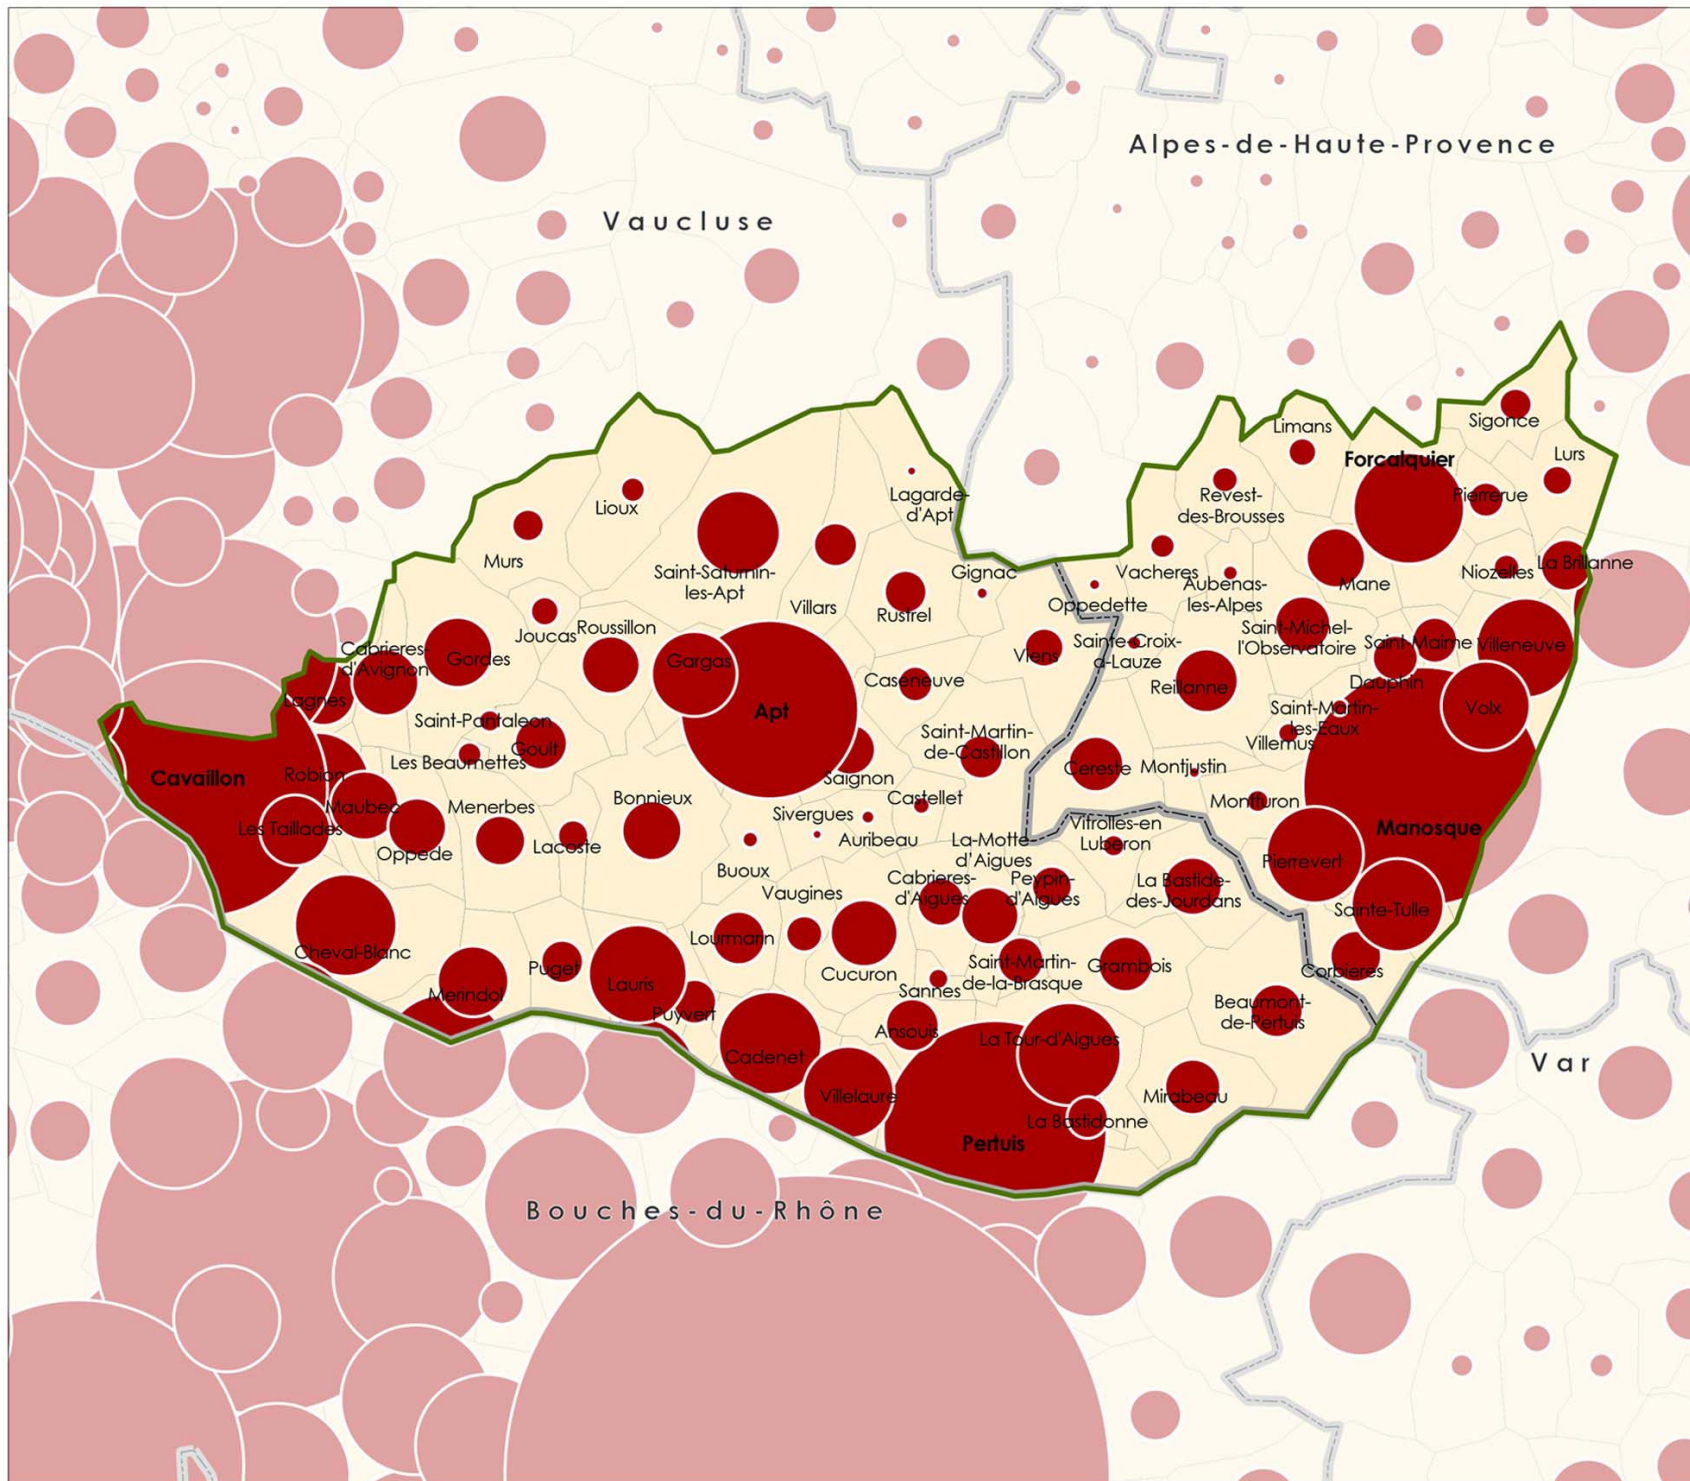 Alpes-de-Haute-Provence
Vaucluse
Sigonce
Limans
Forcalquier
Lurs
Lagarde-
d'Apt
Revest-
des-Brousses
Pierrerue
Lioux
Murs
Saint-Saturnin-
les-Apt
Gignac
Vacheres
Aubenas-
les-Alpes
Mane
Niozelles
La Brillanne
Villars
Rustrel
Oppedette
Joucas
Roussillon
Saint-Michel-
l'Observatoire
Saint-Maime
Villeneuve
Cabrieres-
d'Avignon
Gordes
Gargas
Viens
Sainte-Croix-
a-Lauze
Caseneuve
Reillanne
Dauphin
Lagnes
Apt
Saint-Martin-
les-Eaux
Volx
Saint-Pantaleon
Goult
Les Beaumettes
Saint-Martin-
de-Castillon
Villemus
Cavaillon
Robion
Saignon
Cereste
Montjustin
Maubec
Menerbes
Bonnieux
Castellet
Montfuron
Les Taillades
Sivergues
Vitrolles-en
Luberon
Manosque
Oppede
Lacoste
Auribeau
La-Motte-
d'Aigues
Pierrevert
Buoux
Cabrieres-
d'Aigues
Peypin-
d'Aigues
La Bastide-
des-Jourdans
Vaugines
Sainte-Tulle
Cheval-Blanc
Lourmarin
Cucuron
Puget
Saint-Martin-
de-la-Brasque
Grambois
Corbieres
Merindol
Lauris
Sannes
Puyvert
Ansouis
Beaumont-
de-Pertuis
Cadenet
La Tour-d'Aigues
Var
Villelaure
Mirabeau
La Bastidonne
Pertuis
Bouches-du-Rhône